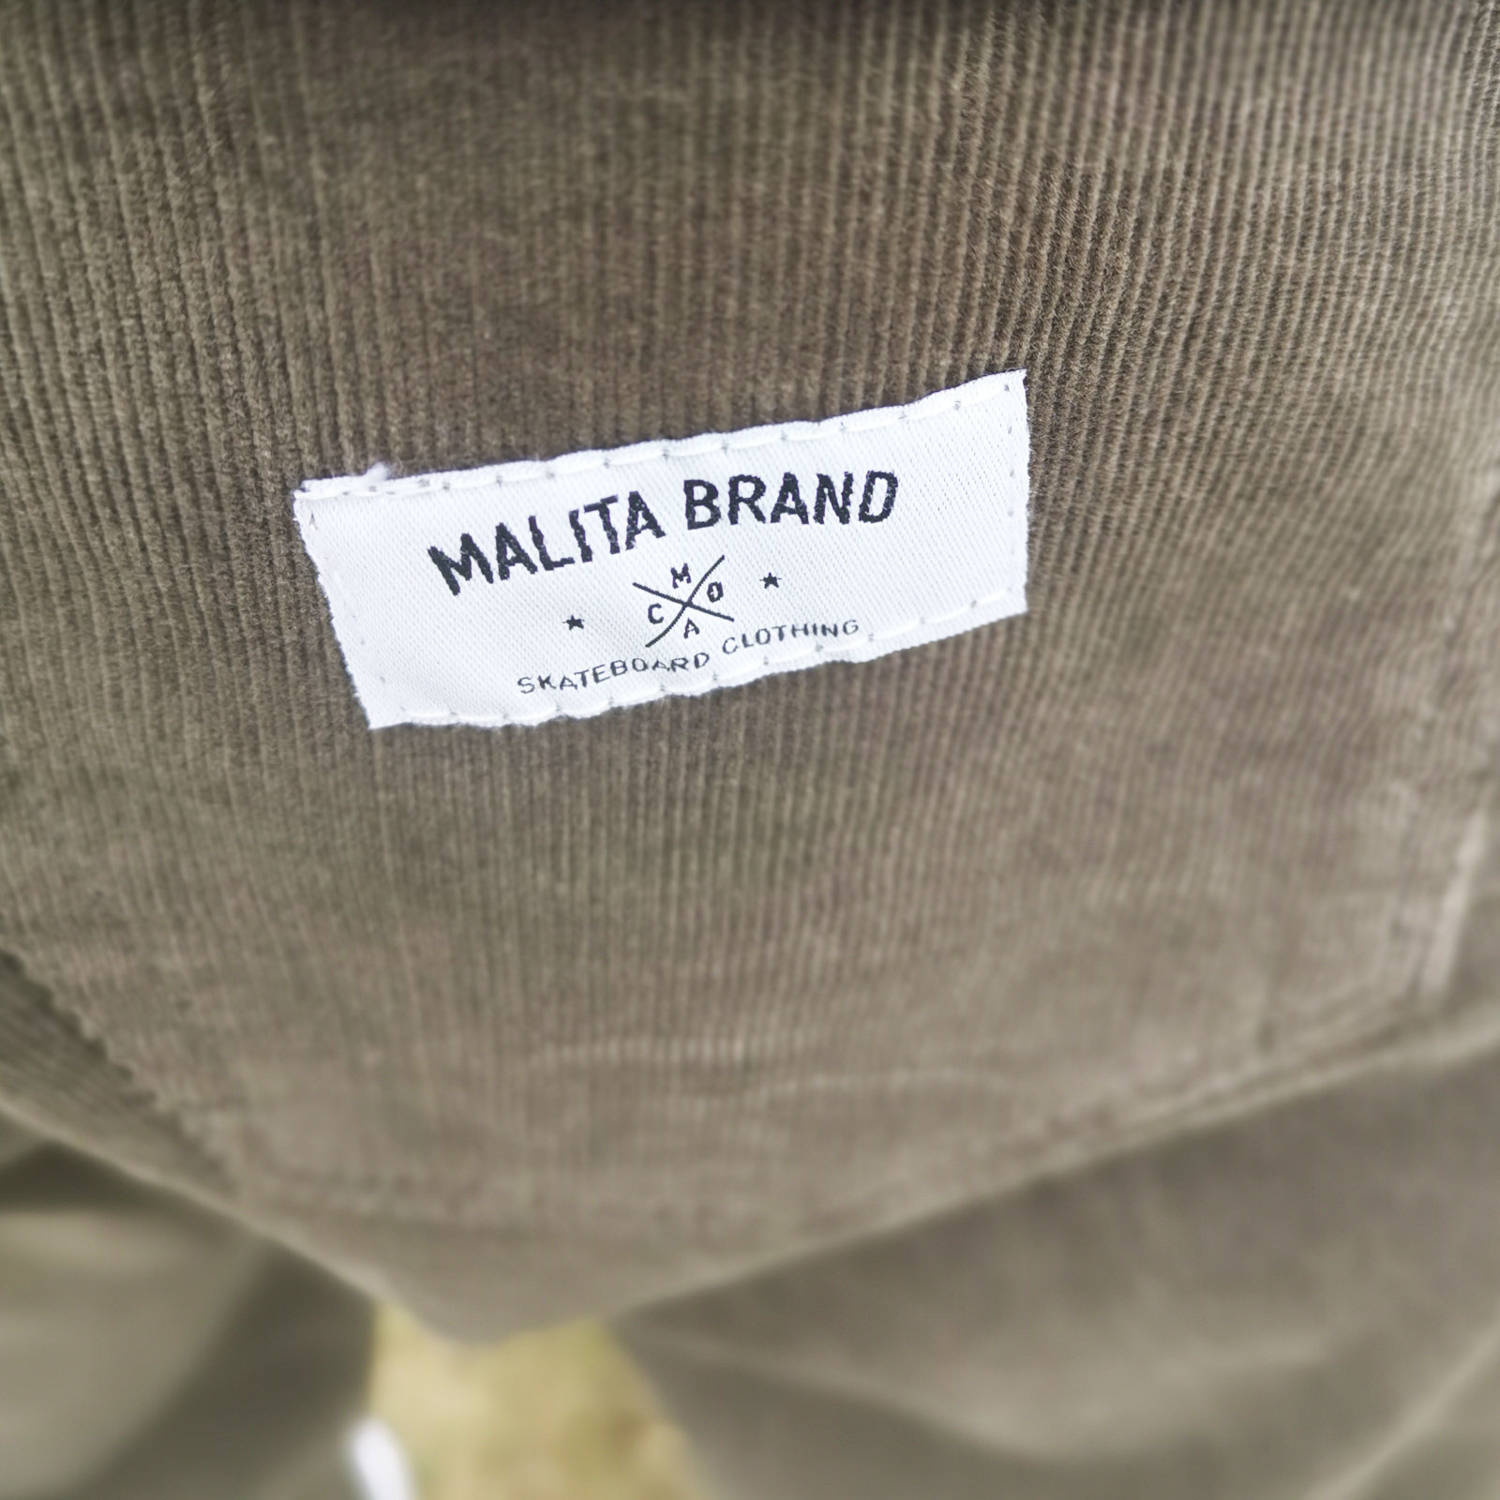 MALITA BRAND
★ M C O A ★
SKATEBOARD CLOTHING